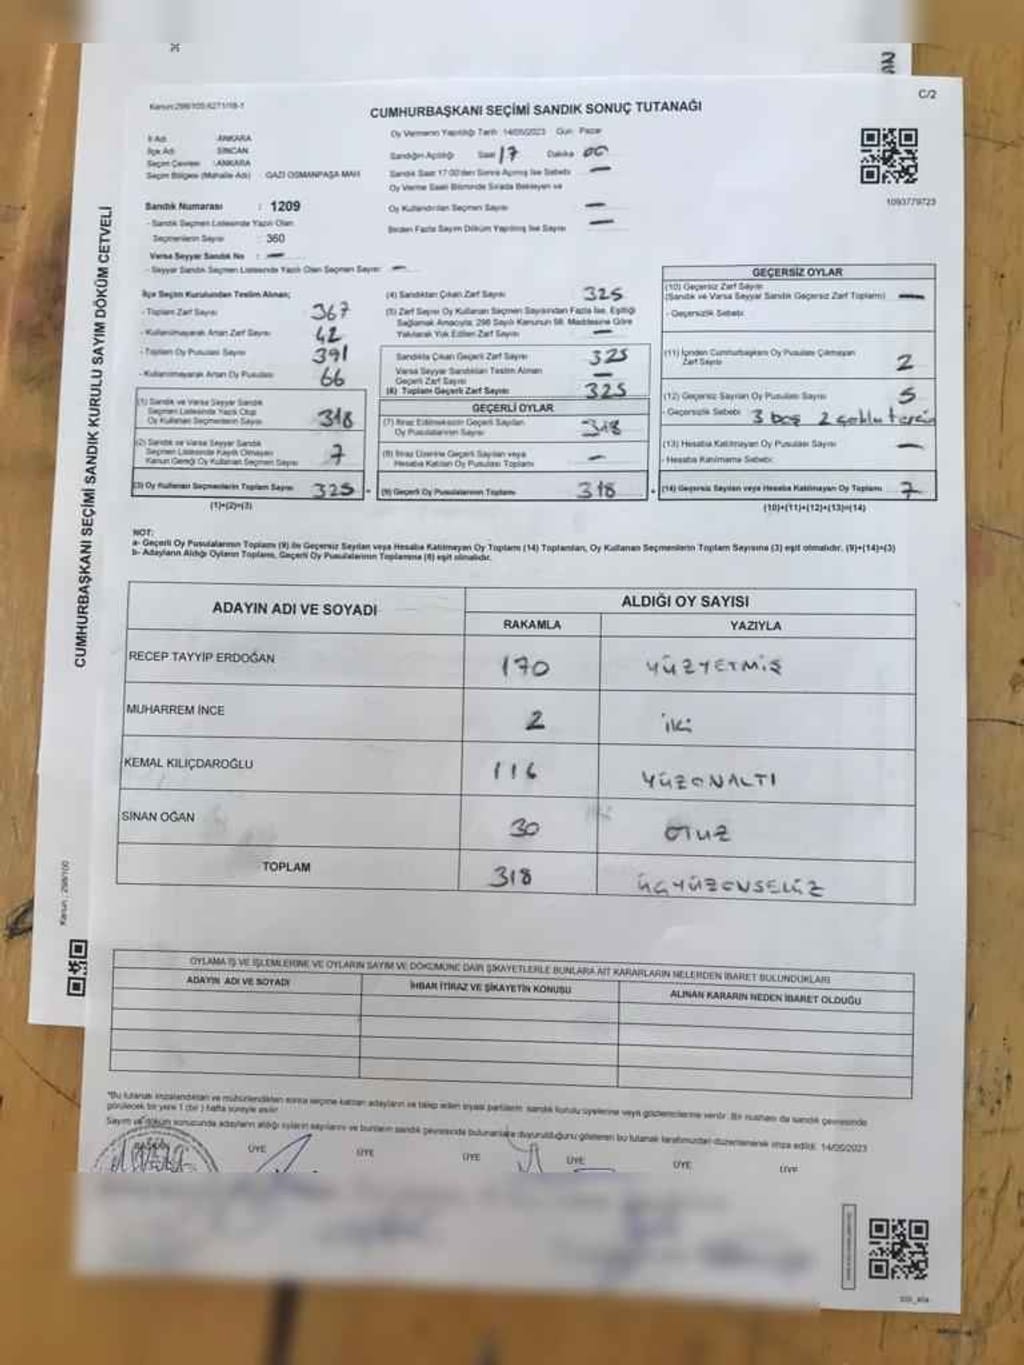 C/2
Kanun:298/105;6271/19-1
CUMHURBAŞKANI SEÇİMİ SANDIK SONUÇ TUTANAĞI
CUMHURBAŞKANI SEÇİMİ SANDIK KURULU SAYIM DÖKÜM CETVELİ
Kanun : 298/100
İl Adı : ANKARA
İlçe Adı : SİNCAN
Seçim Çevresi : ANKARA
Seçim Bölgesi (Mahalle Adı) GAZİ OSMANPAŞA MAH
Sandık Numarası : 1209
- Sandık Seçmen Listesinde Yazılı Olan
Seçmenlerin Sayısı : 360
Varsa Seyyar Sandık No : —
- Seyyar Sandık Seçmen Listesinde Yazılı Olan Seçmen Sayısı —
Oy Vermenin Yapıldığı Tarih : 14/05/2023 Gün : Pazar
Sandığın Açıldığı Saat 17 Dakika 00
Sandık Saat 17:00'den Sonra Açılmış İse Sebebi —
Oy Verme Saati Bitiminde Sırada Bekleyen ve
Oy Kullandırılan Seçmen Sayısı —
Birden Fazla Sayım Döküm Yapılmış İse Sayısı —
1093779723
İlçe Seçim Kurulundan Teslim Alınan;
- Toplam Zarf Sayısı 367
- Kullanılmayarak Artan Zarf Sayısı 42
- Toplam Oy Pusulası Sayısı 391
- Kullanılmayarak Artan Oy Pusulası 66
(1) Sandık ve Varsa Seyyar Sandık
Seçmen Listesinde Yazılı Olup
Oy Kullanan Seçmenlerin Sayısı 318
(2) Sandık ve Varsa Seyyar Sandık
Seçmen Listesinde Kayıtlı Olmayan
Kanun Gereği Oy Kullanan Seçmen Sayısı 7
(3) Oy Kullanan Seçmenlerin Toplam Sayısı 325
(1)+(2)=(3)
(4) Sandıktan Çıkan Zarf Sayısı 325
(5) Zarf Sayısı Oy Kullanan Seçmen Sayısından Fazla İse, Eşitliği
Sağlamak Amacıyla, 298 Sayılı Kanunun 98. Maddesine Göre
Yakılarak Yok Edilen Zarf Sayısı —
Sandıkta Çıkan Geçerli Zarf Sayısı 325
Varsa Seyyar Sandıktan Teslim Alınan
Geçerli Zarf Sayısı —
(6) Toplam Geçerli Zarf Sayısı 325
GEÇERLİ OYLAR
(7) İtiraz Edilmeksizin Geçerli Sayılan
Oy Pusulalarının Sayısı 318
(8) İtiraz Üzerine Geçerli Sayılan veya
Hesaba Katılan Oy Pusulası Toplamı —
(9) Geçerli Oy Pusulalarının Toplamı 318
GEÇERSİZ OYLAR
(10) Geçersiz Zarf Sayısı
(Sandık ve Varsa Seyyar Sandık Geçersiz Zarf Toplamı) —
- Geçersizlik Sebebi:
(11) İçinden Cumhurbaşkanı Oy Pusulası Çıkmayan
Zarf Sayısı 2
(12) Geçersiz Sayılan Oy Pusulası Sayısı 5
- Geçersizlik Sebebi 3 boş 2 çoklu tercih
(13) Hesaba Katılmayan Oy Pusulası Sayısı —
- Hesaba Katılmama Sebebi:
(14) Geçersiz Sayılan veya Hesaba Katılmayan Oy Toplamı 7
(10)+(11)+(12)+(13)=(14)
NOT:
a- Geçerli Oy Pusulalarının Toplamı (9) ile Geçersiz Sayılan veya Hesaba Katılmayan Oy Toplamı (14) Toplamları, Oy Kullanan Seçmenlerin Toplam Sayısına (3) eşit olmalıdır. (9)+(14)=(3)
b- Adayların Aldığı Oyların Toplamı, Geçerli Oy Pusulalarının Toplamına (6) eşit olmalıdır.
ADAYIN ADI VE SOYADI
ALDIĞI OY SAYISI
RAKAMLA YAZIYLA
RECEP TAYYİP ERDOĞAN 170 YÜZYETMİŞ
MUHARREM İNCE 2 İKİ
KEMAL KILIÇDAROĞLU 116 YÜZONALTI
SİNAN OĞAN 30 OTUZ
TOPLAM 318 ÜÇYÜZONSEKİZ
OYLAMA İŞ VE İŞLEMLERİNE VE OYLARIN SAYIM VE DÖKÜMÜNE DAİR ŞİKAYETLERLE BUNLARA AİT KARARLARIN NELERDEN İBARET BULUNDUKLARI
ADAYIN ADI VE SOYADI İHBAR İTİRAZ VE ŞİKAYETİN KONUSU ALINAN KARARIN NEDEN İBARET OLDUĞU
*Bu tutanak imzalandıktan ve mühürlendikten sonra seçime katılan adayların ve talep eden siyasi partilerin sandık kurulu üyelerine veya gözlemcilerine verilir. Bir nüshası da sandık çevresinde
görülecek bir yere 1 (bir) hafta süreyle asılır.
Sayım ve döküm sonucunda adayların aldığı oyların sayılarını ve bunların sandık çevresinde bulunanlara duyurulduğunu gösteren bu tutanak tarafımızdan düzenlenerek imza edildi. 14/05/2023
ÜYE ÜYE ÜYE ÜYE ÜYE ÜYE